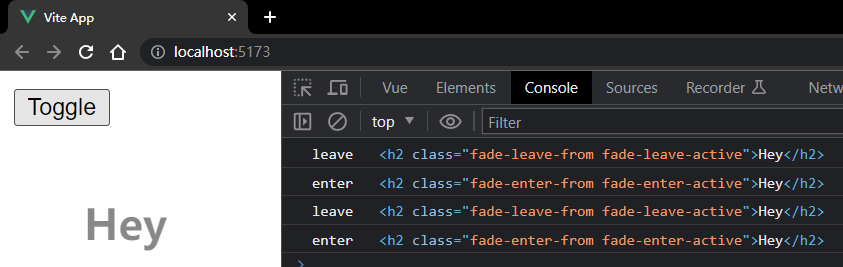 Vite App
localhost:5173
Toggle
Hey
Vue Elements Console Sources Recorder Netw
top Filter
leave <h2 class="fade-leave-from fade-leave-active">Hey</h2>
enter <h2 class="fade-enter-from fade-enter-active">Hey</h2>
leave <h2 class="fade-leave-from fade-leave-active">Hey</h2>
enter <h2 class="fade-enter-from fade-enter-active">Hey</h2>